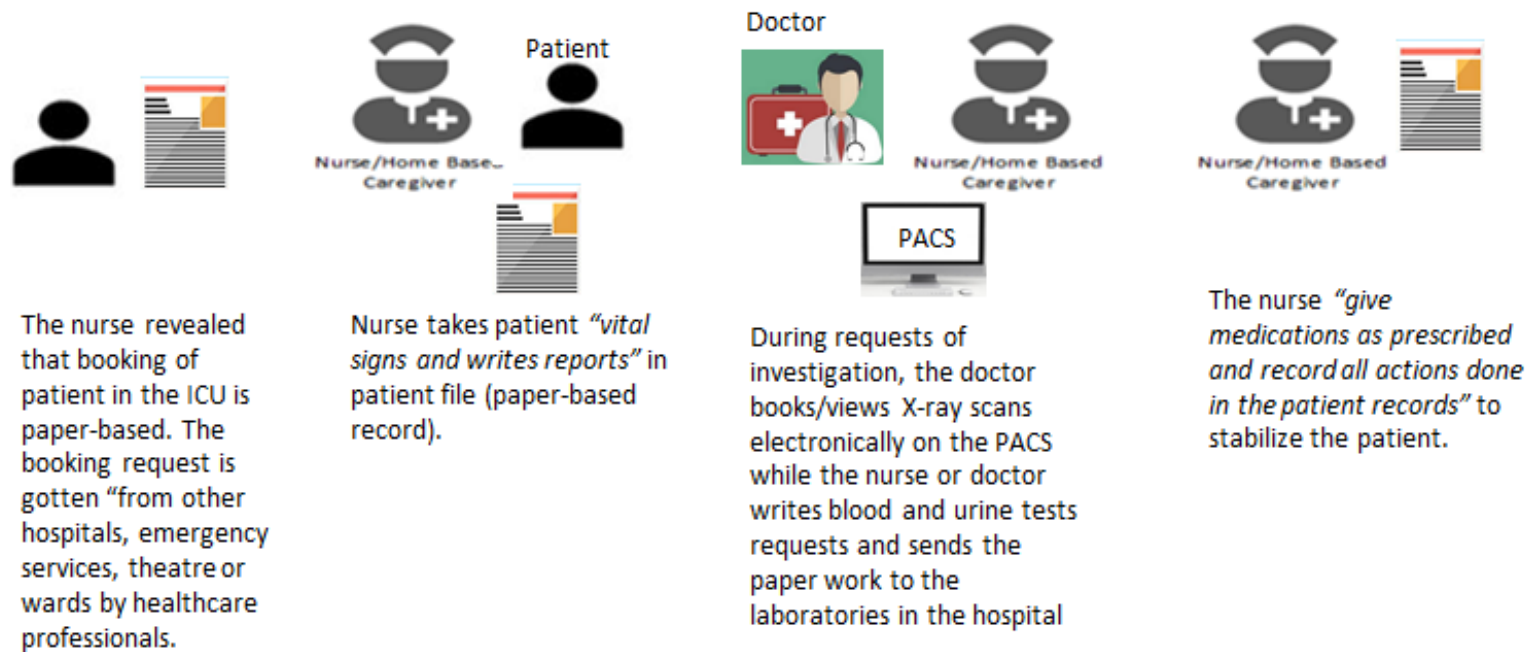 Nurse/Home Base..
Caregiver
Patient
Doctor
Nurse/Home Based
Caregiver
PACS
Nurse/Home Based
Caregiver
The nurse revealed
that booking of
patient in the ICU is
paper-based. The
booking request is
gotten “from other
hospitals, emergency
services, theatre or
wards by healthcare
professionals.
Nurse takes patient “vital
signs and writes reports” in
patient file (paper-based
record).
During requests of
investigation, the doctor
books/views X-ray scans
electronically on the PACS
while the nurse or doctor
writes blood and urine tests
requests and sends the
paper work to the
laboratories in the hospital
The nurse “give
medications as prescribed
and record all actions done
in the patient records” to
stabilize the patient.